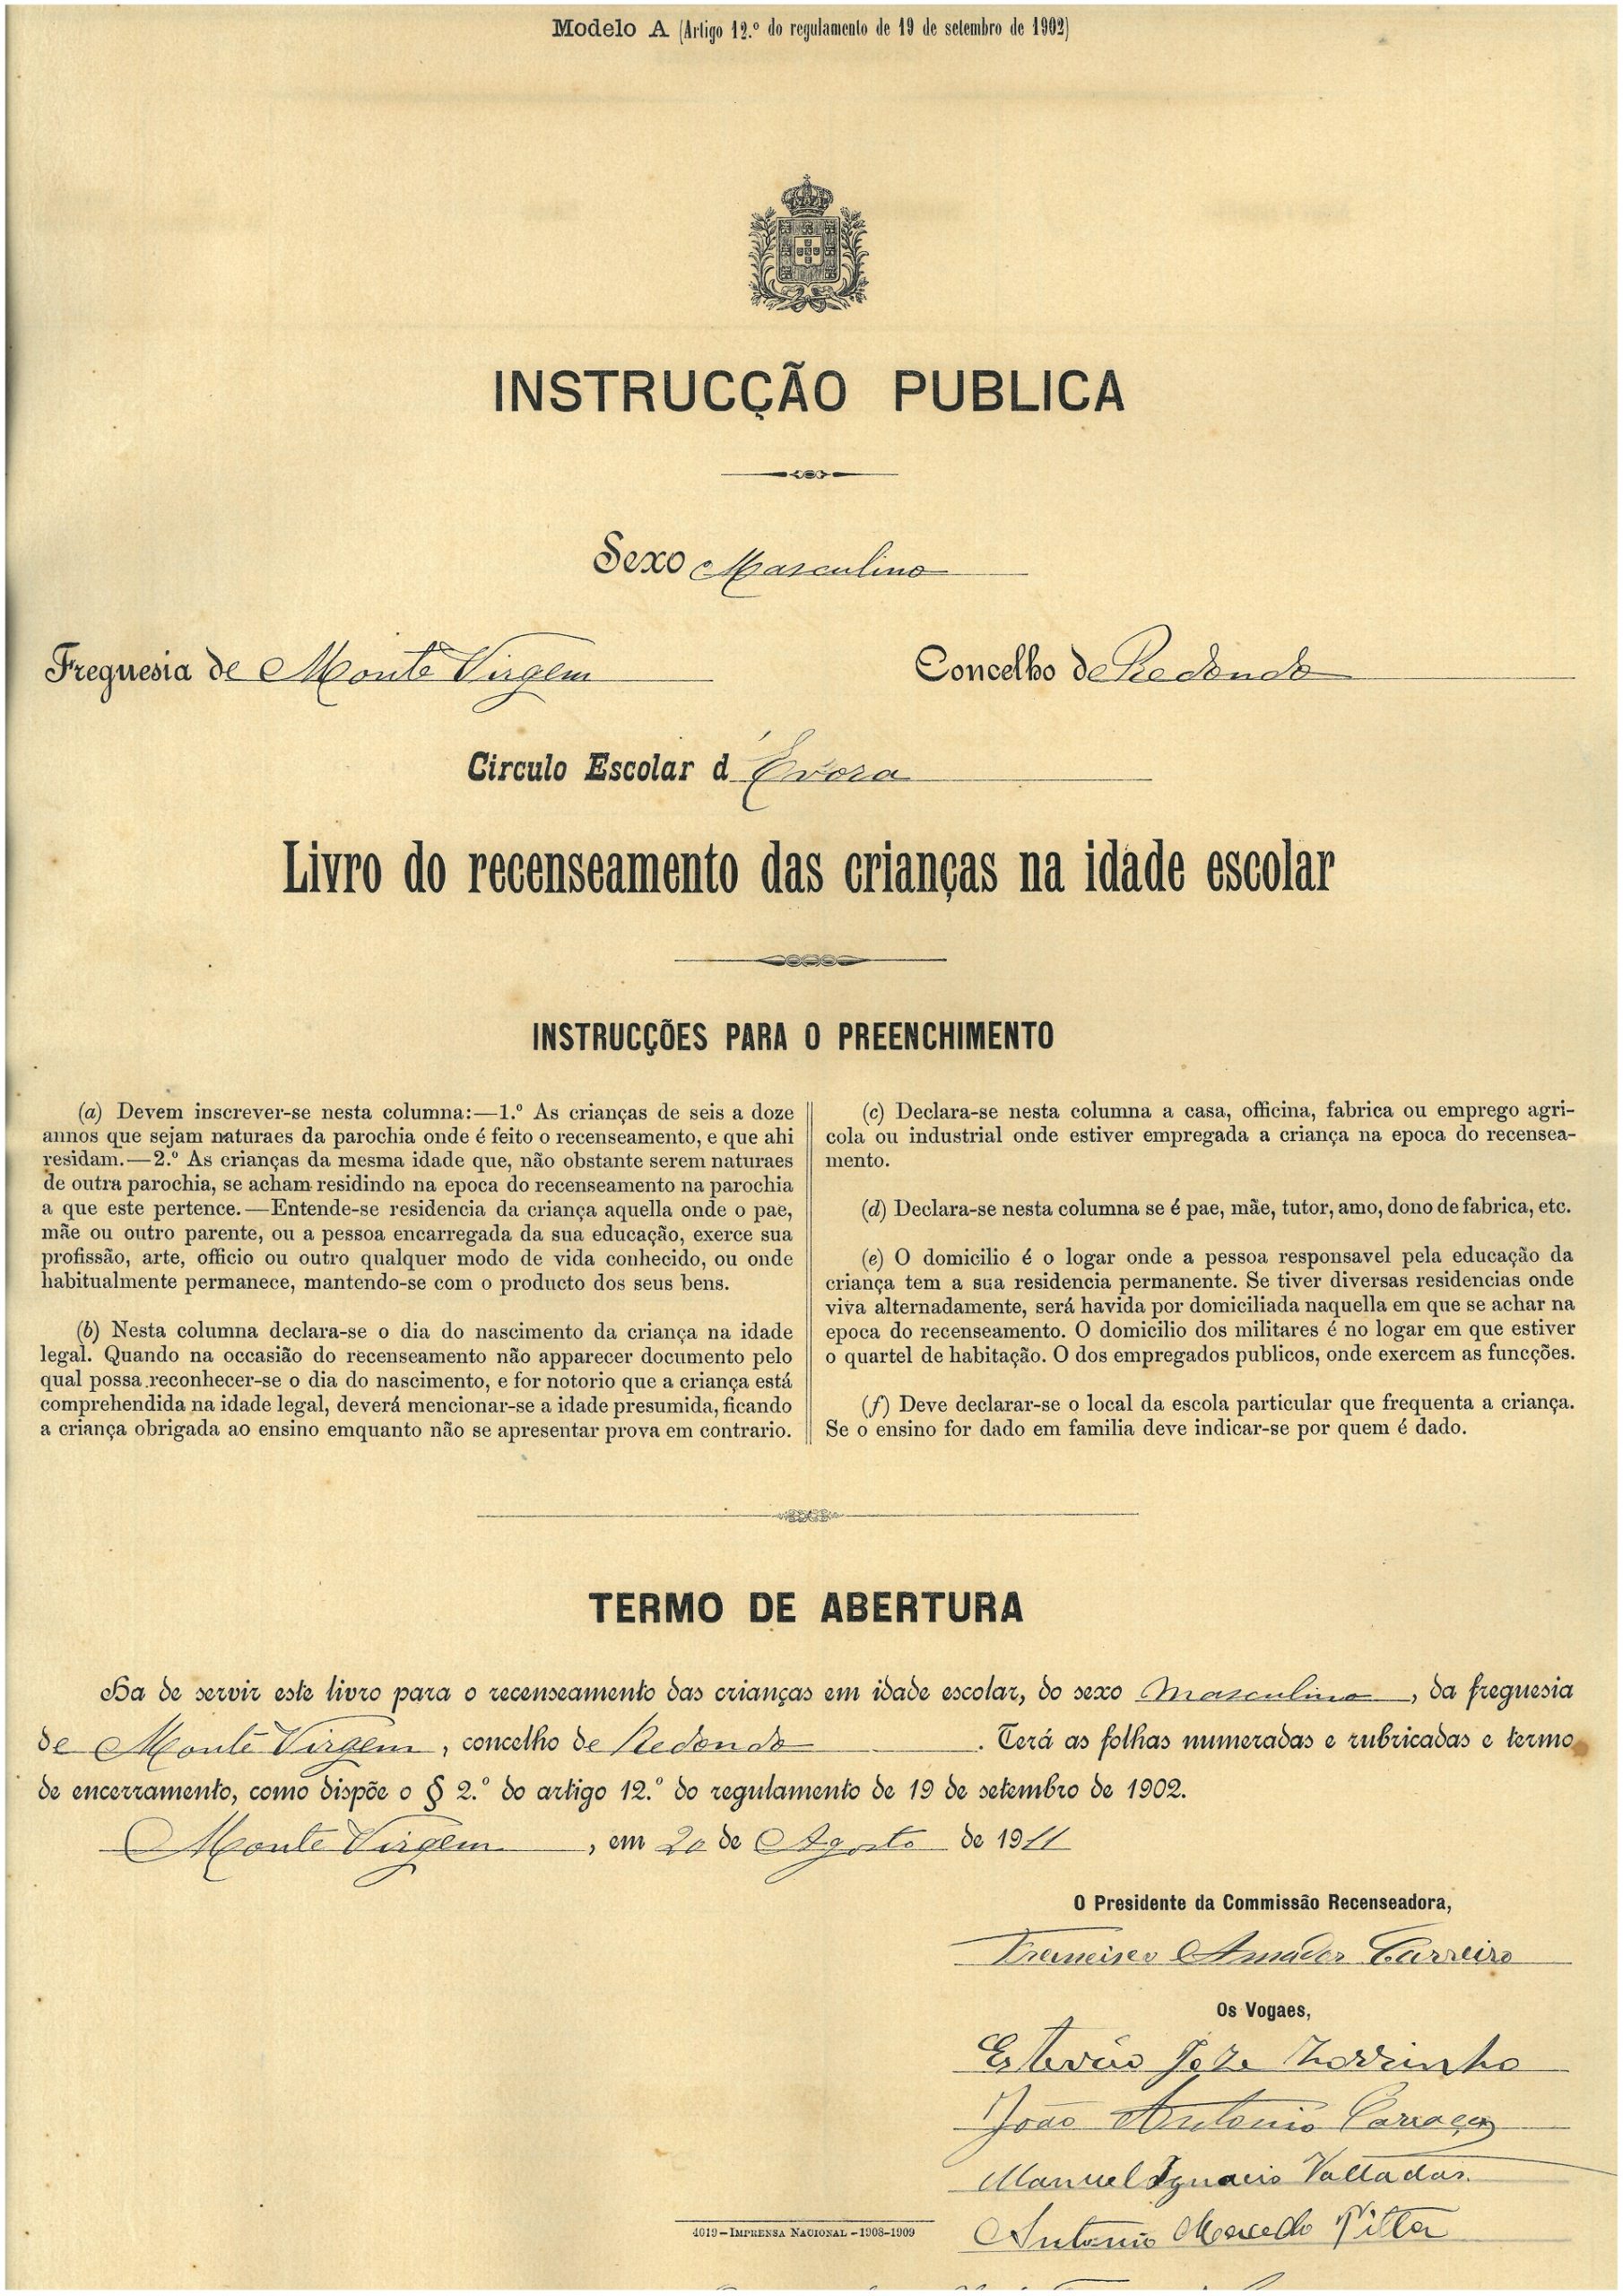 Modelo A (Artigo 12.º do regulamento de 19 de setembro de 1902)
INSTRUCÇÃO PUBLICA
Sexo Masculino
Freguesia de Monte Virgem
Concelho de Redondo
Circulo Escolar d Évora
Livro do recenseamento das crianças na idade escolar
INSTRUCÇÕES PARA O PREENCHIMENTO
(a) Devem inscrever-se nesta columna:—1.º As crianças de seis a doze
annos que sejam naturaes da parochia onde é feito o recenseamento, e que ahi
residam.—2.º As crianças da mesma idade que, não obstante serem naturaes
de outra parochia, se acham residindo na epoca do recenseamento na parochia
a que este pertence.—Entende-se residencia da criança aquella onde o pae,
mãe ou outro parente, ou a pessoa encarregada da sua educação, exerce sua
profissão, arte, officio ou outro qualquer modo de vida conhecido, ou onde
habitualmente permanece, mantendo-se com o producto dos seus bens.
(b) Nesta columna declara-se o dia do nascimento da criança na idade
legal. Quando na occasião do recenseamento não apparecer documento pelo
qual possa reconhecer-se o dia do nascimento, e for notorio que a criança está
comprehendida na idade legal, deverá mencionar-se a idade presumida, ficando
a criança obrigada ao ensino emquanto não se apresentar prova em contrario.
(c) Declara-se nesta columna a casa, officina, fabrica ou emprego agri-
cola ou industrial onde estiver empregada a criança na epoca do recensea-
mento.
(d) Declara-se nesta columna se é pae, mãe, tutor, amo, dono de fabrica, etc.
(e) O domicilio é o logar onde a pessoa responsavel pela educação da
criança tem a sua residencia permanente. Se tiver diversas residencias onde
viva alternadamente, será havida por domiciliada naquella em que se achar na
epoca do recenseamento. O domicilio dos militares é no logar em que estiver
o quartel de habitação. O dos empregados publicos, onde exercem as funcções.
(f) Deve declarar-se o local da escola particular que frequenta a criança.
Se o ensino for dado em familia deve indicar-se por quem é dado.
TERMO DE ABERTURA
Ha de servir este livro para o recenseamento das crianças em idade escolar, do sexo Masculino, da freguesia
de Monte Virgem, concelho de Redondo. Terá as folhas numeradas e rubricadas e termo
de encerramento, como dispõe o § 2.º do artigo 12.º do regulamento de 19 de setembro de 1902.
Monte Virgem, em 20 de Agosto de 1911
O Presidente da Commissão Recenseadora,
Francisco Amador Carreiro
Os Vogaes,
Estevão José
João Antonio Carraça
Manuel Ignacio Valladas.
Antonio Macedo Pitta
4019—IMPRENSA NACIONAL—1908-1909